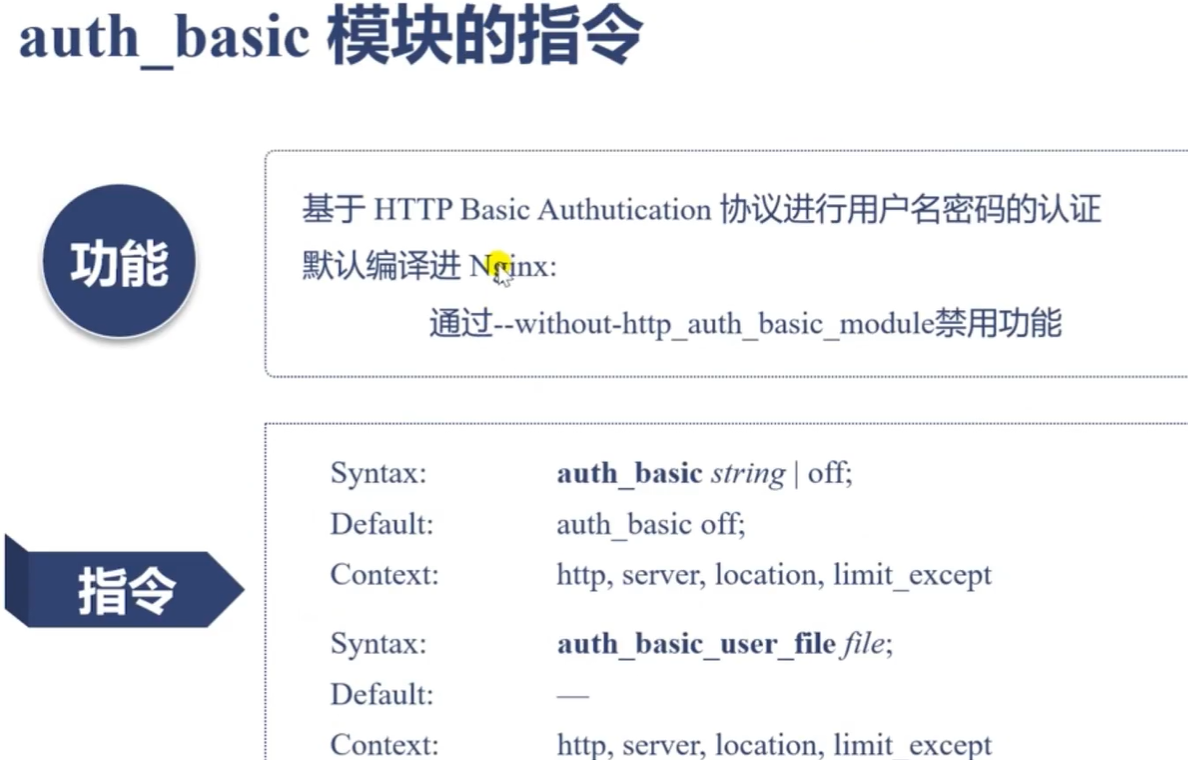 auth_basic 模块的指令
功能
基于 HTTP Basic Authutication 协议进行用户名密码的认证
默认编译进 Nginx:
通过--without-http_auth_basic_module禁用功能
指令
Syntax: auth_basic string | off;
Default: auth_basic off;
Context: http, server, location, limit_except
Syntax: auth_basic_user_file file;
Default: —
Context: http, server, location, limit_except